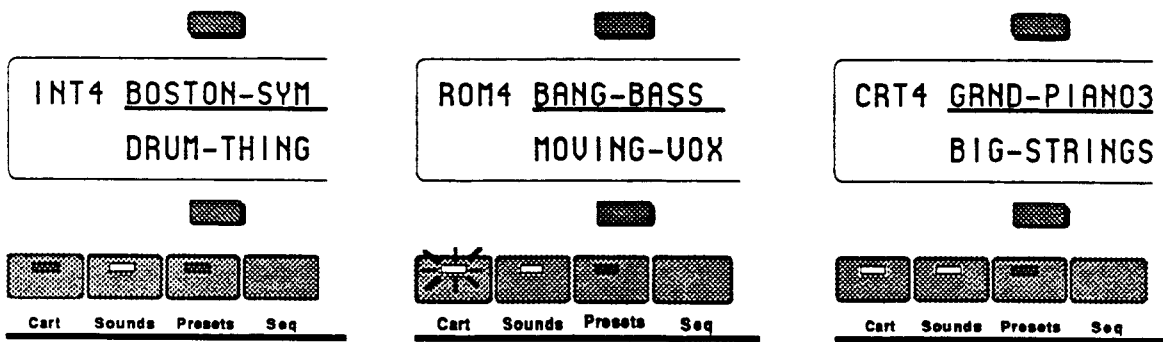 INT4 BOSTON-SYM
DRUM-THING
Cart Sounds Presets Seq
ROM4 BANG-BASS
MOVING-VOX
Cart Sounds Presets Seq
CRT4 GRND-PIANO3
BIG-STRINGS
Cart Sounds Presets Seq